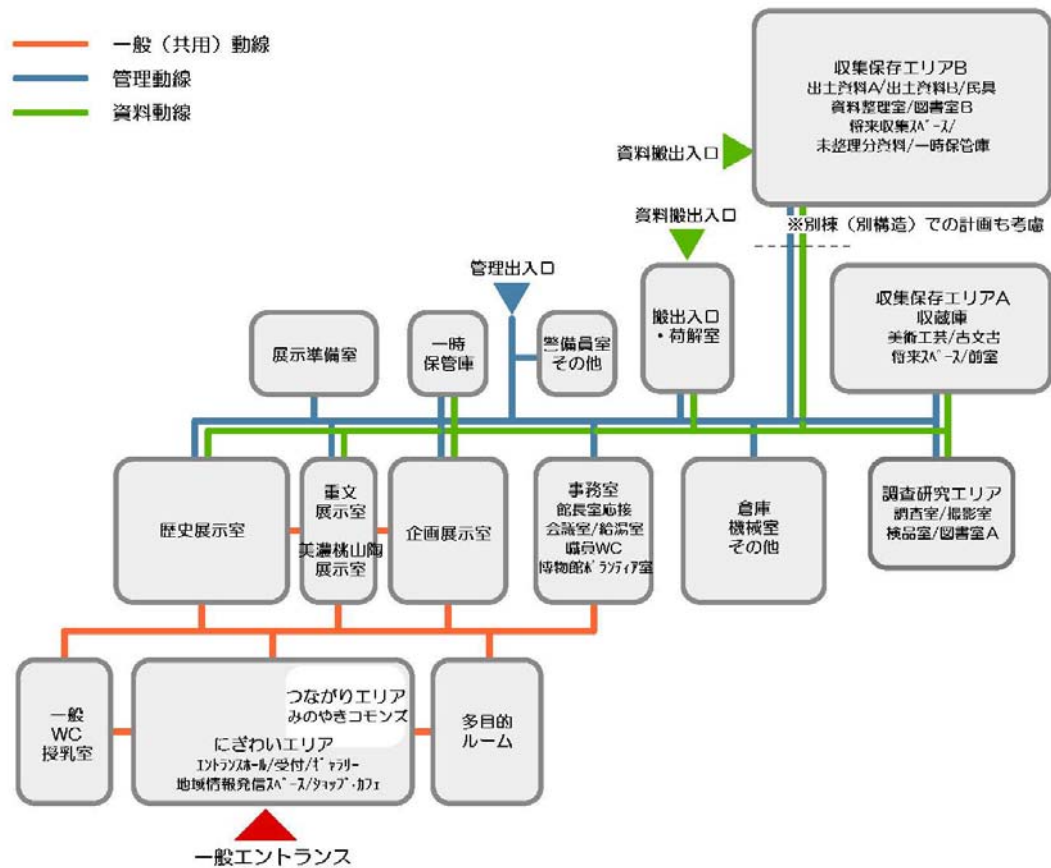 一般（共用）動線
管理動線
資料動線
収集保存エリアB
出土資料A/出土資料B/民具
資料整理室/図書室B
将来収集ｽﾍﾟｰｽ/
未整理分資料/一時保管庫
資料搬出入口
※別棟（別構造）での計画も考慮
資料搬出入口
管理出入口
展示準備室
一時
保管庫
警備員室
その他
搬出入口
・荷解室
収集保存エリアA
収蔵庫
美術工芸/古文古
将来ｽﾍﾟｰｽ/前室
歴史展示室
重文
展示室
美濃桃山陶
展示室
企画展示室
事務室
館長室応接
会議室/給湯室
職員WC
博物館ﾎﾞﾗﾝﾃｨｱ室
倉庫
機械室
その他
調査研究エリア
調査室/撮影室
検品室/図書室A
一般
WC
授乳室
つながりエリア
みのやきコモンズ
にぎわいエリア
ｴﾝﾄﾗﾝｽﾎｰﾙ/受付/ｷﾞｬﾗﾘｰ
地域情報発信ｽﾍﾟｰｽ/ｼｮｯﾌﾟ･ｶﾌｪ
多目的
ルーム
一般エントランス